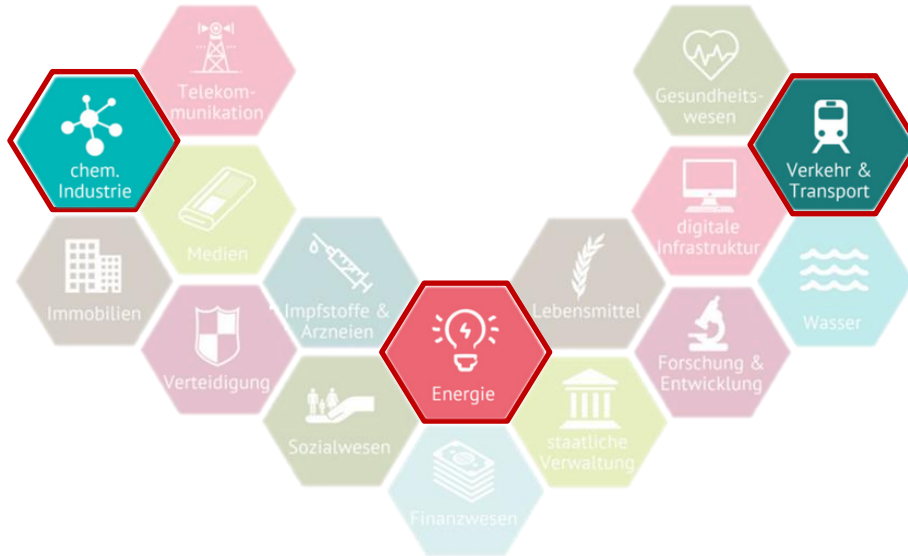 Telekom-
munikation
Gesundheits-
wesen
chem.
Industrie
Verkehr &
Transport
Medien
digitale
Infrastruktur
Immobilien
Impfstoffe &
Arzneien
Lebensmittel
Wasser
Verteidigung
Energie
Forschung &
Entwicklung
Sozialwesen
staatliche
Verwaltung
Finanzwesen